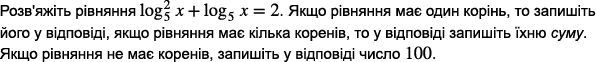 Розв'яжіть рівняння log₅² x + log₅ x = 2. Якщо рівняння має один корінь, то запишіть
його у відповіді, якщо рівняння має кілька коренів, то у відповіді запишіть їхню суму.
Якщо рівняння не має коренів, запишіть у відповіді число 100.